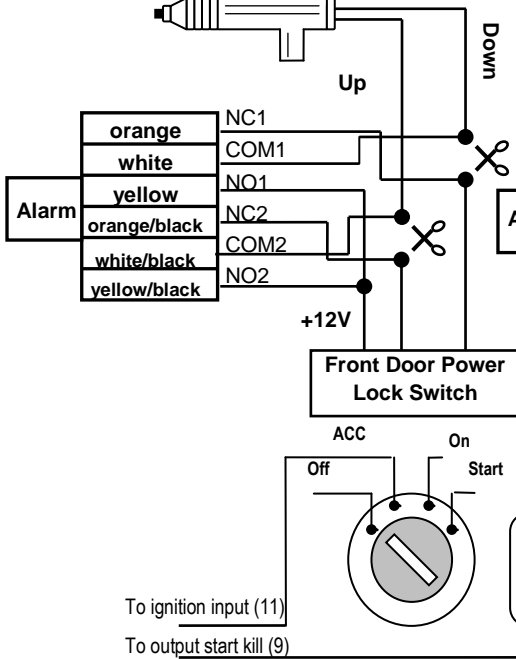 Down
Up
orange NC1
white COM1
yellow NO1
Alarm
orange/black NC2
white/black COM2
yellow/black NO2
A
+12V
Front Door Power
Lock Switch
ACC
On
Off
Start
To ignition input (11)
To output start kill (9)